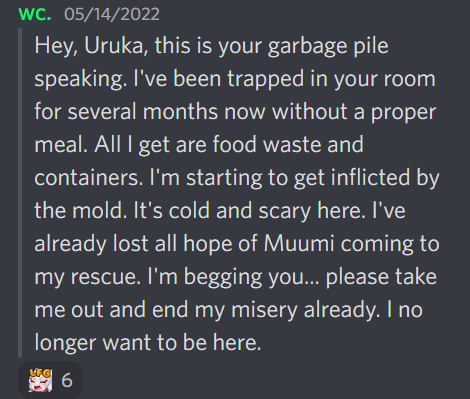 WC. 05/14/2022
Hey, Uruka, this is your garbage pile
speaking. I've been trapped in your room
for several months now without a proper
meal. All I get are food waste and
containers. I'm starting to get inflicted by
the mold. It's cold and scary here. I've
already lost all hope of Muumi coming to
my rescue. I'm begging you... please take
me out and end my misery already. I no
longer want to be here.
LFG 6